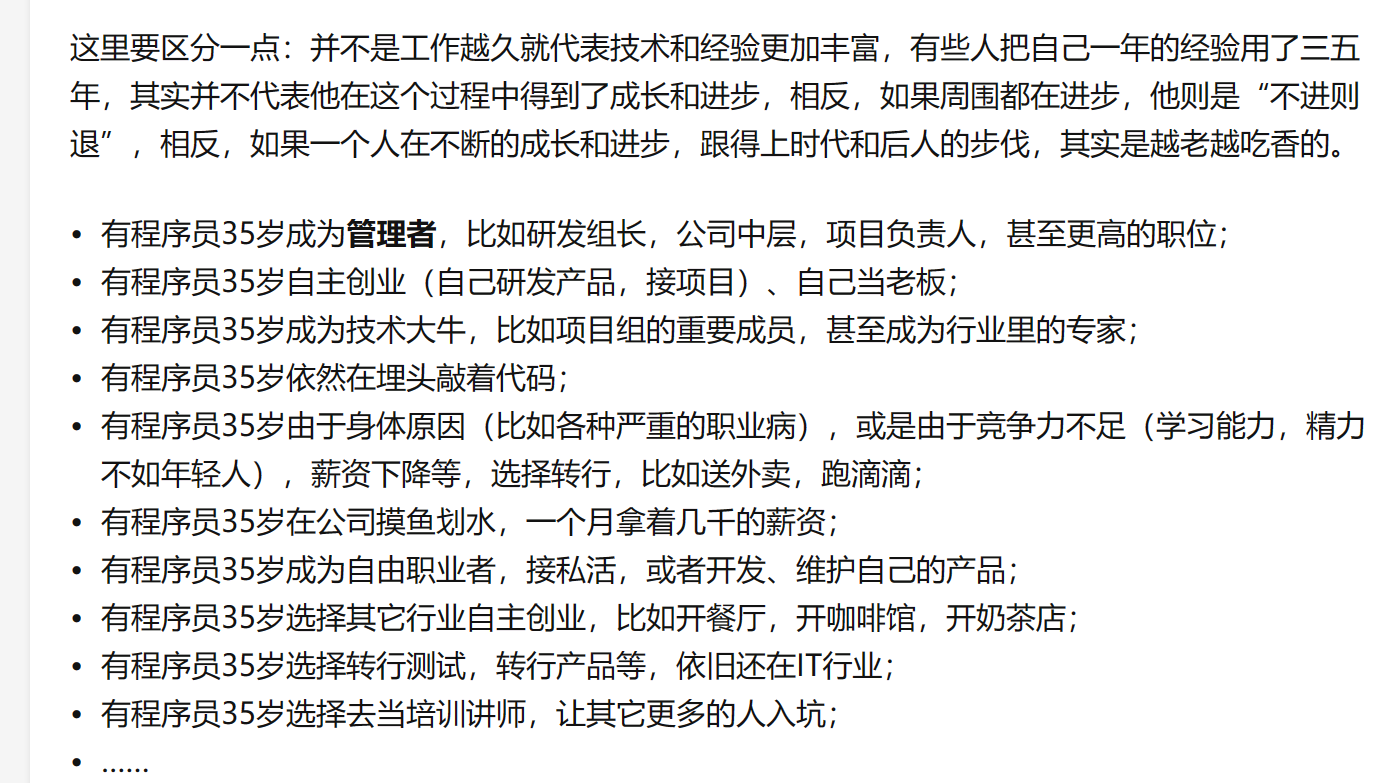 这里要区分一点：并不是工作越久就代表技术和经验更加丰富，有些人把自己一年的经验用了三五
年，其实并不代表他在这个过程中得到了成长和进步，相反，如果周围都在进步，他则是“不进则
退”，相反，如果一个人在不断的成长和进步，跟得上时代和后人的步伐，其实是越老越吃香的。
• 有程序员35岁成为管理者，比如研发组长，公司中层，项目负责人，甚至更高的职位；
• 有程序员35岁自主创业（自己研发产品，接项目）、自己当老板；
• 有程序员35岁成为技术大牛，比如项目组的重要成员，甚至成为行业里的专家；
• 有程序员35岁依然在埋头敲着代码；
• 有程序员35岁由于身体原因（比如各种严重的职业病），或是由于竞争力不足（学习能力，精力
不如年轻人），薪资下降等，选择转行，比如送外卖，跑滴滴；
• 有程序员35岁在公司摸鱼划水，一个月拿着几千的薪资；
• 有程序员35岁成为自由职业者，接私活，或者开发、维护自己的产品；
• 有程序员35岁选择其它行业自主创业，比如开餐厅，开咖啡馆，开奶茶店；
• 有程序员35岁选择转行测试，转行产品等，依旧还在IT行业；
• 有程序员35岁选择去当培训讲师，让其它更多的人入坑；
• ......